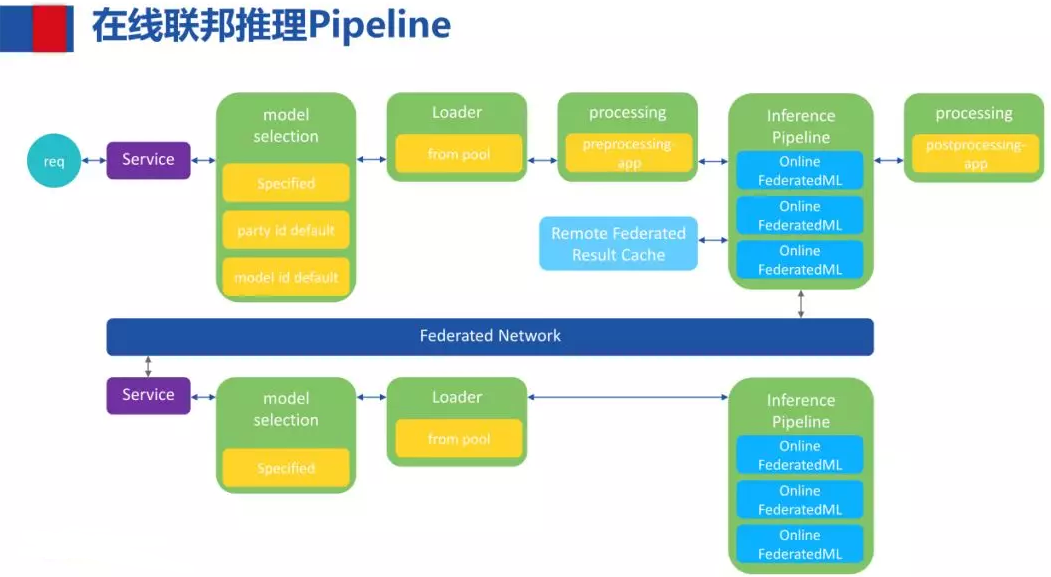 在线联邦推理Pipeline
req
Service
model
selection
Specified
party id default
model id default
Loader
from pool
processing
preprocessing-
app
Inference
Pipeline
Online
FederatedML
Online
FederatedML
Online
FederatedML
processing
postprocessing-
app
Remote Federated
Result Cache
Federated Network
Service
model
selection
Specified
Loader
from pool
Inference
Pipeline
Online
FederatedML
Online
FederatedML
Online
FederatedML